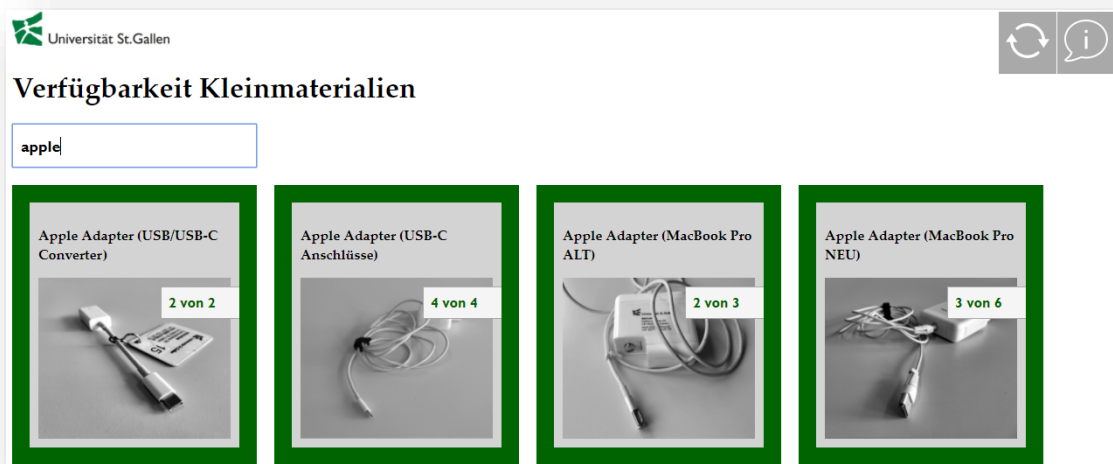 Universität St.Gallen
Verfügbarkeit Kleinmaterialien
apple
Apple Adapter (USB/USB-C
Converter)
2 von 2
15
Apple Adapter (USB-C
Anschlüsse)
4 von 4
Apple Adapter (MacBook Pro
ALT)
2 von 3
Apple Adapter (MacBook Pro
NEU)
3 von 6